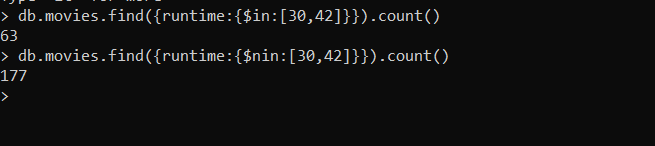 > db.movies.find({runtime:{$in:[30,42]}}).count()
63
> db.movies.find({runtime:{$nin:[30,42]}}).count()
177
>